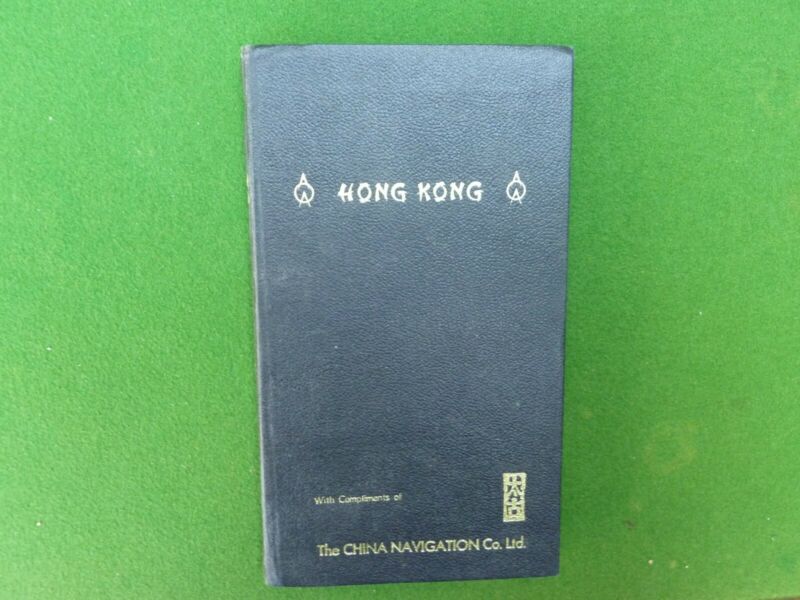 HONG KONG
With Compliments of
The CHINA NAVIGATION Co. Ltd.